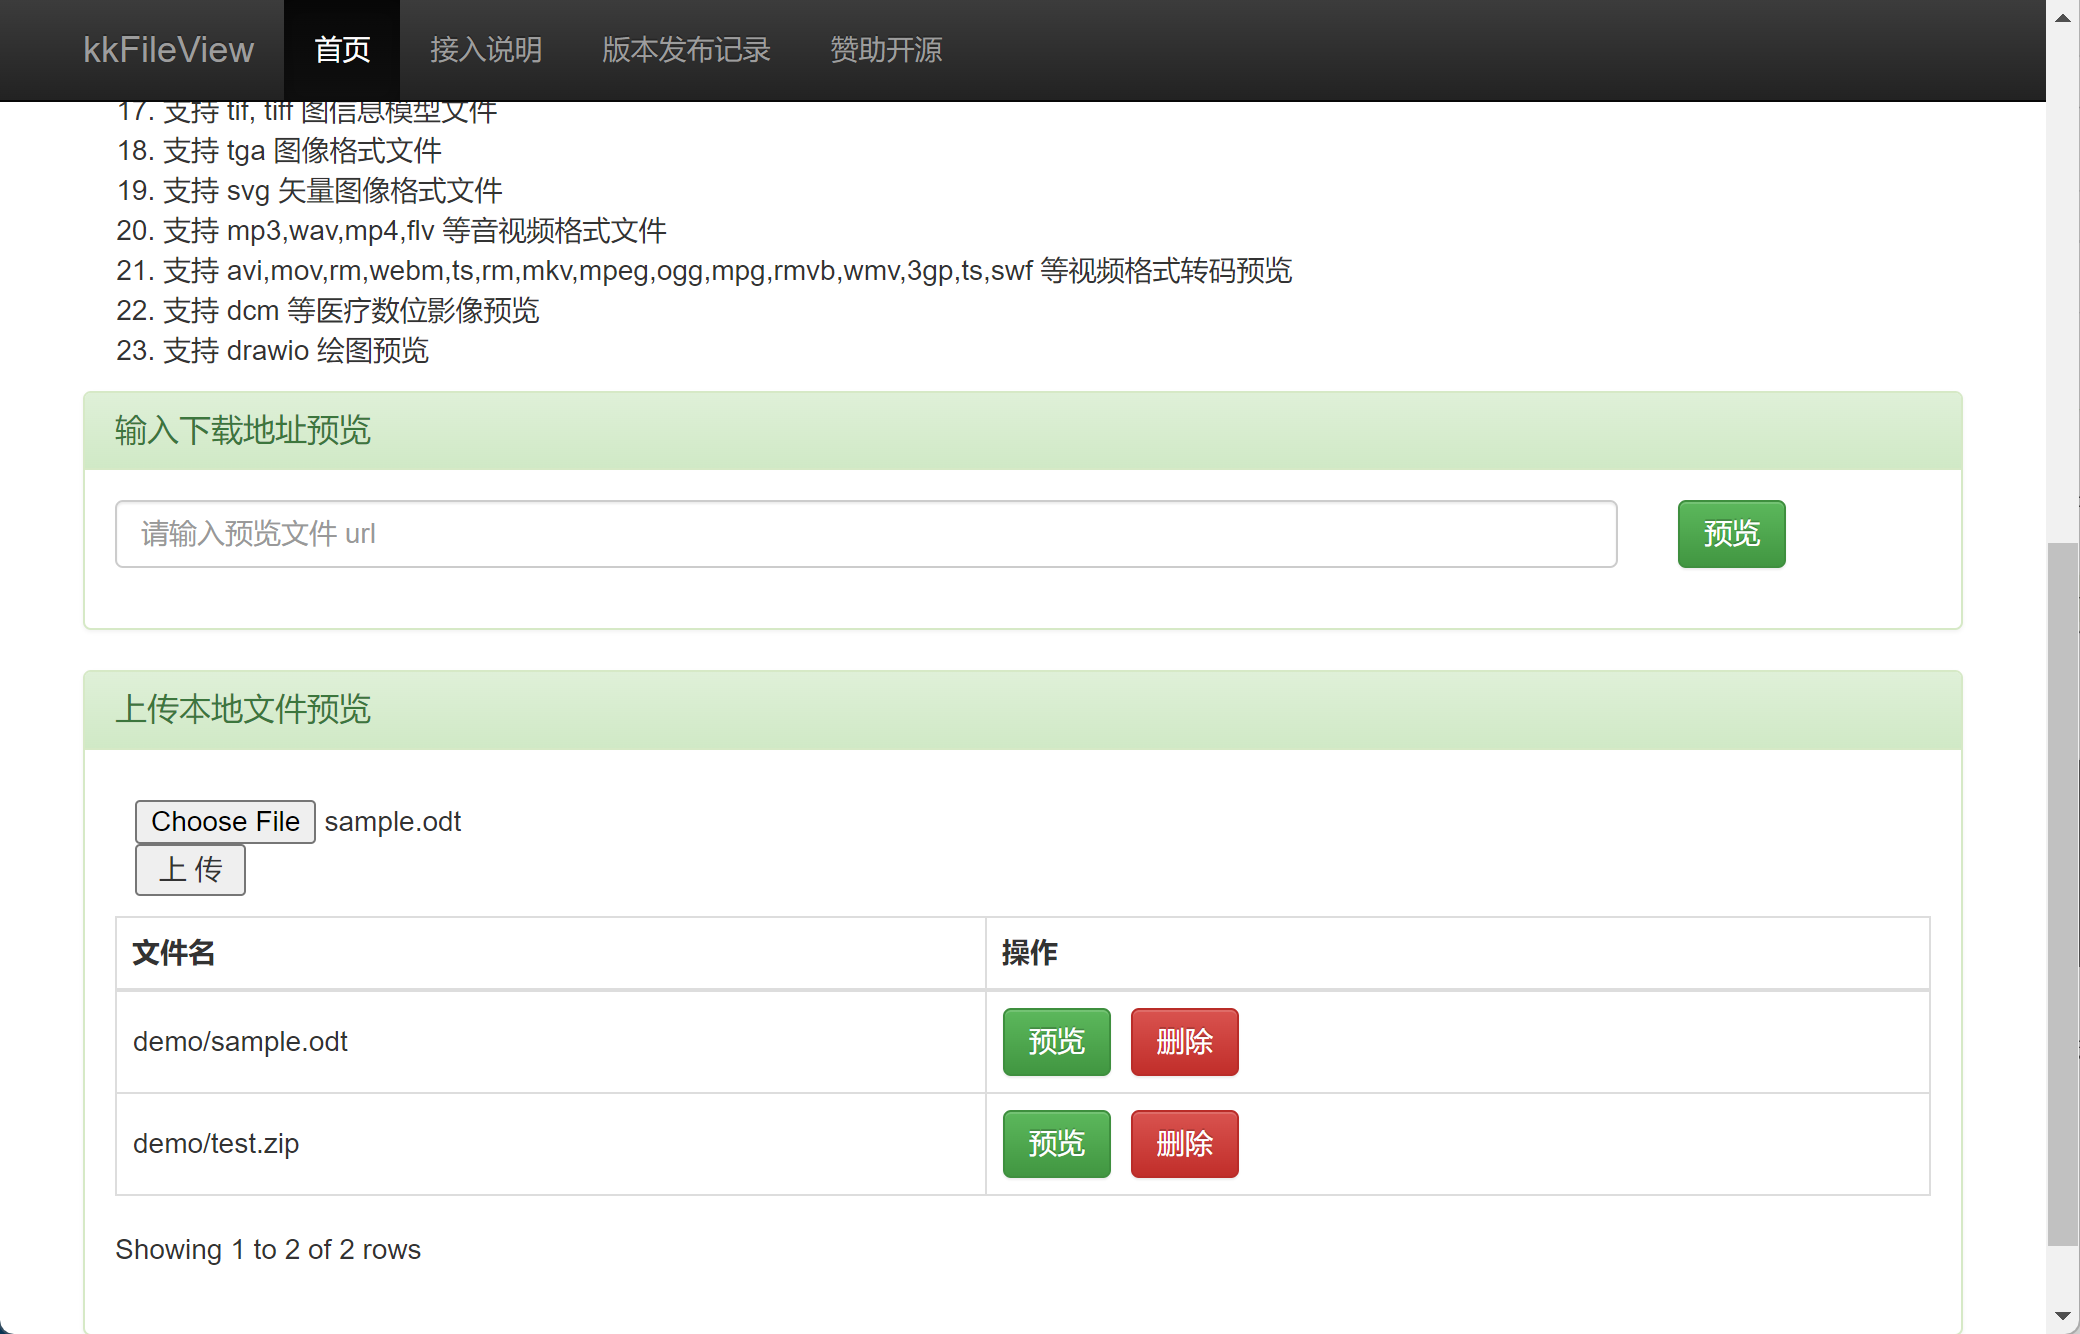 kkFileView 首页 接入说明 版本发布记录 赞助开源
17. 支持 tif, tiff 图信息模型文件
18. 支持 tga 图像格式文件
19. 支持 svg 矢量图像格式文件
20. 支持 mp3,wav,mp4,flv 等音视频格式文件
21. 支持 avi,mov,rm,webm,ts,rm,mkv,mpeg,ogg,mpg,rmvb,wmv,3gp,ts,swf 等视频格式转码预览
22. 支持 dcm 等医疗数位影像预览
23. 支持 drawio 绘图预览
输入下载地址预览
请输入预览文件 url 预览
上传本地文件预览
Choose File sample.odt
上 传
文件名 操作
demo/sample.odt 预览 删除
demo/test.zip 预览 删除
Showing 1 to 2 of 2 rows